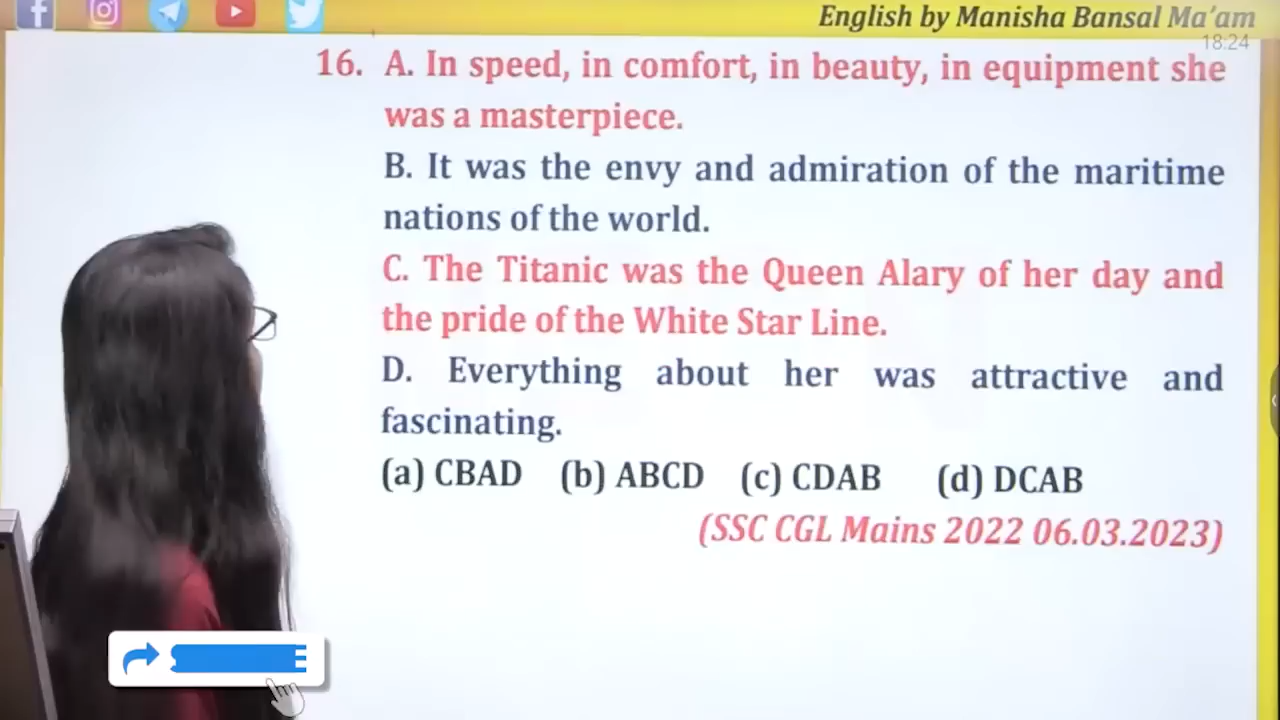 English by Manisha Bansal Ma'am
18:24
16. A. In speed, in comfort, in beauty, in equipment she
was a masterpiece.
B. It was the envy and admiration of the maritime
nations of the world.
C. The Titanic was the Queen Alary of her day and
the pride of the White Star Line.
D. Everything about her was attractive and
fascinating.
(a) CBAD (b) ABCD (c) CDAB (d) DCAB
(SSC CGL Mains 2022 06.03.2023)